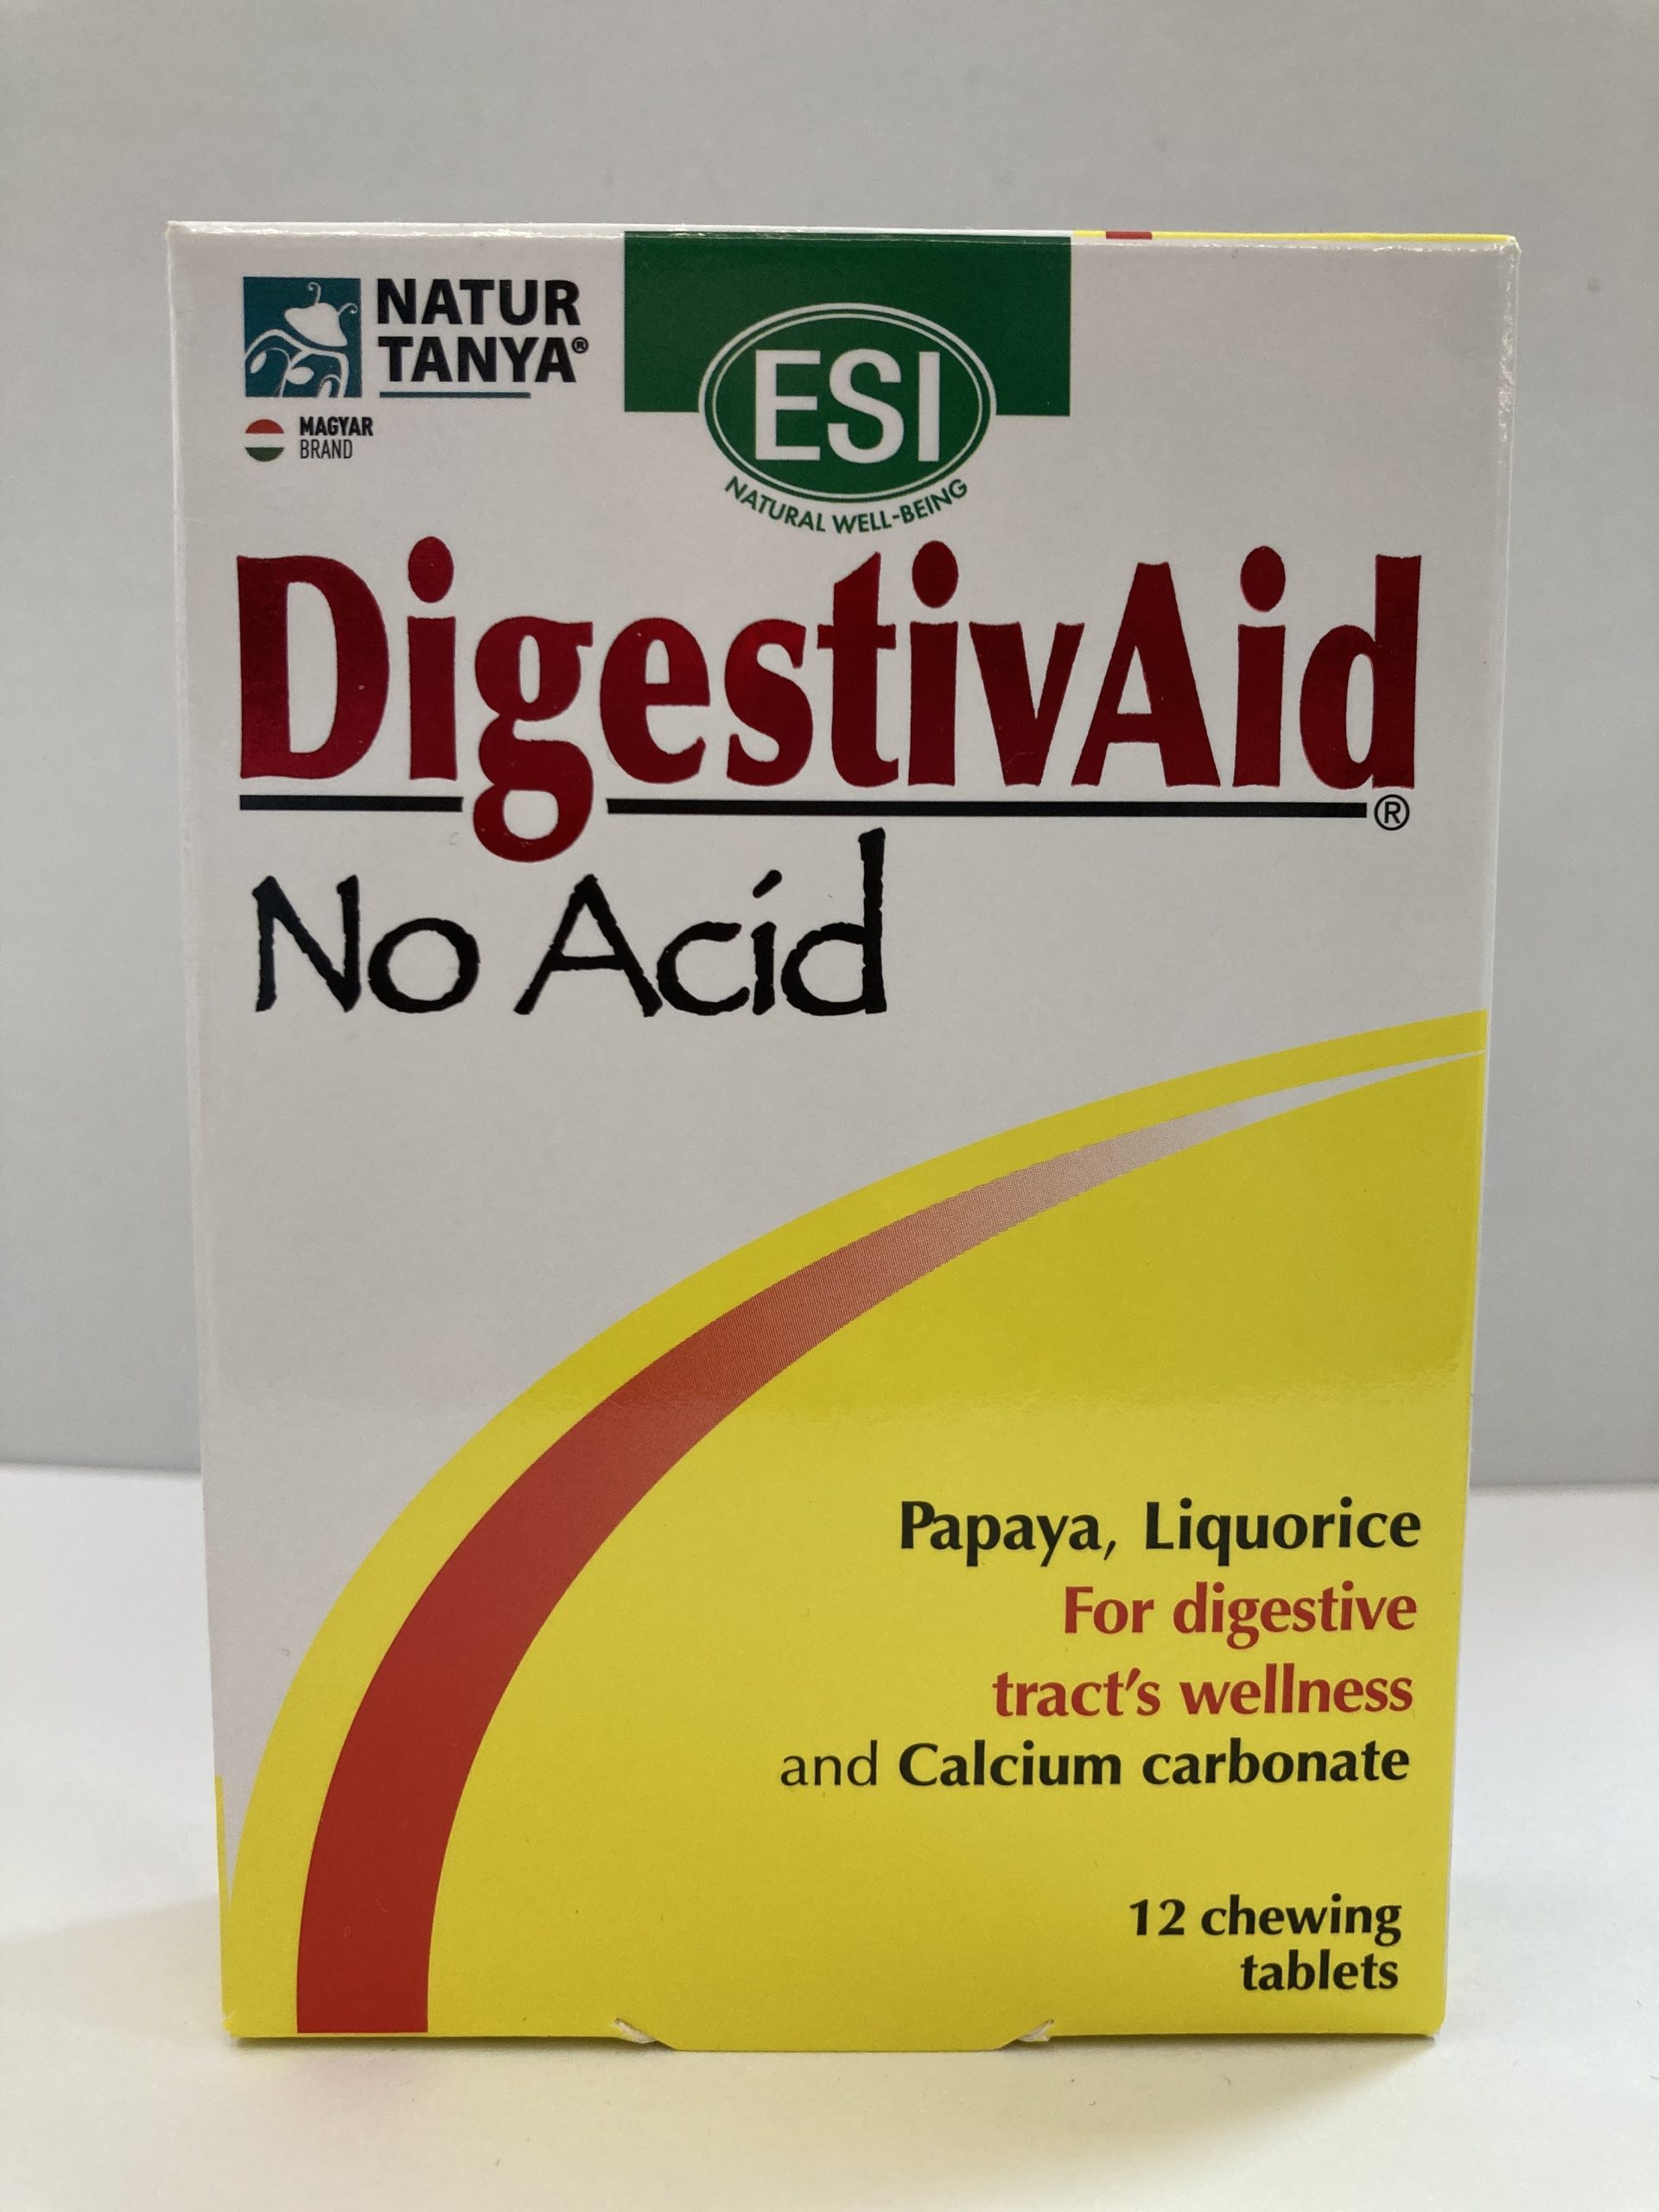 NATUR
TANYA®
MAGYAR
BRAND
ESI
NATURAL WELL-BEING
DigestivAid
®
No Acid
Papaya, Liquorice
For digestive
tract's wellness
and Calcium carbonate
12 chewing
tablets